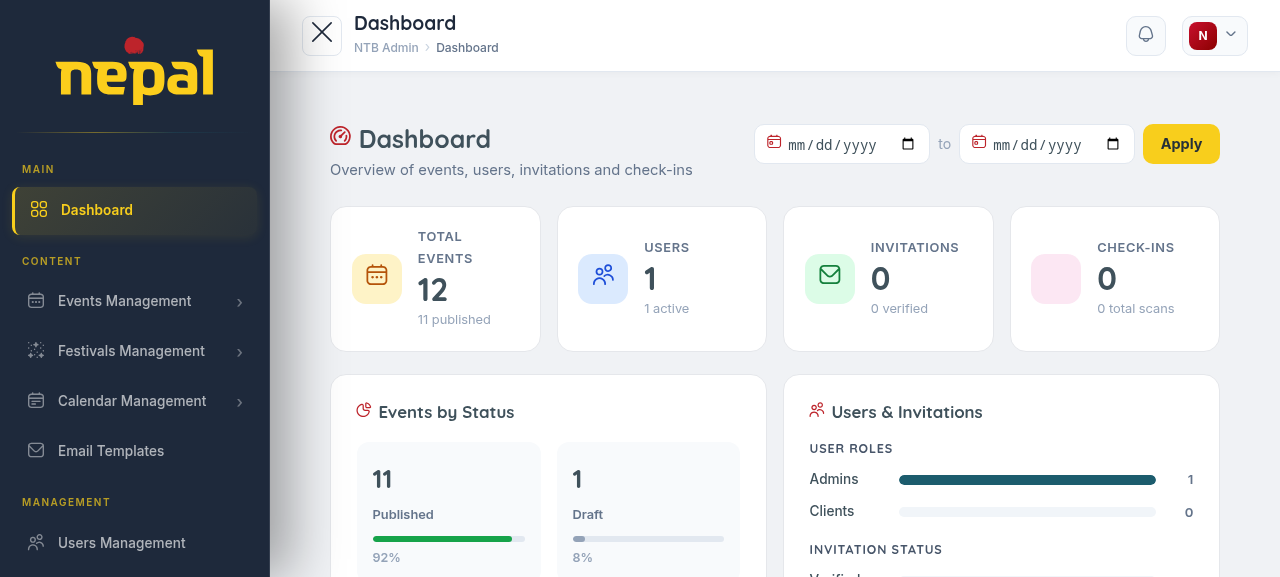 nepal
MAIN
Dashboard
CONTENT
Events Management
Festivals Management
Calendar Management
Email Templates
MANAGEMENT
Users Management
Dashboard
NTB Admin › Dashboard
N
Dashboard
Overview of events, users, invitations and check-ins
mm/dd/yyyy to mm/dd/yyyy Apply
TOTAL
EVENTS
12
11 published
USERS
1
1 active
INVITATIONS
0
0 verified
CHECK-INS
0
0 total scans
Events by Status
11
Published
92%
1
Draft
8%
Users & Invitations
USER ROLES
Admins 1
Clients 0
INVITATION STATUS